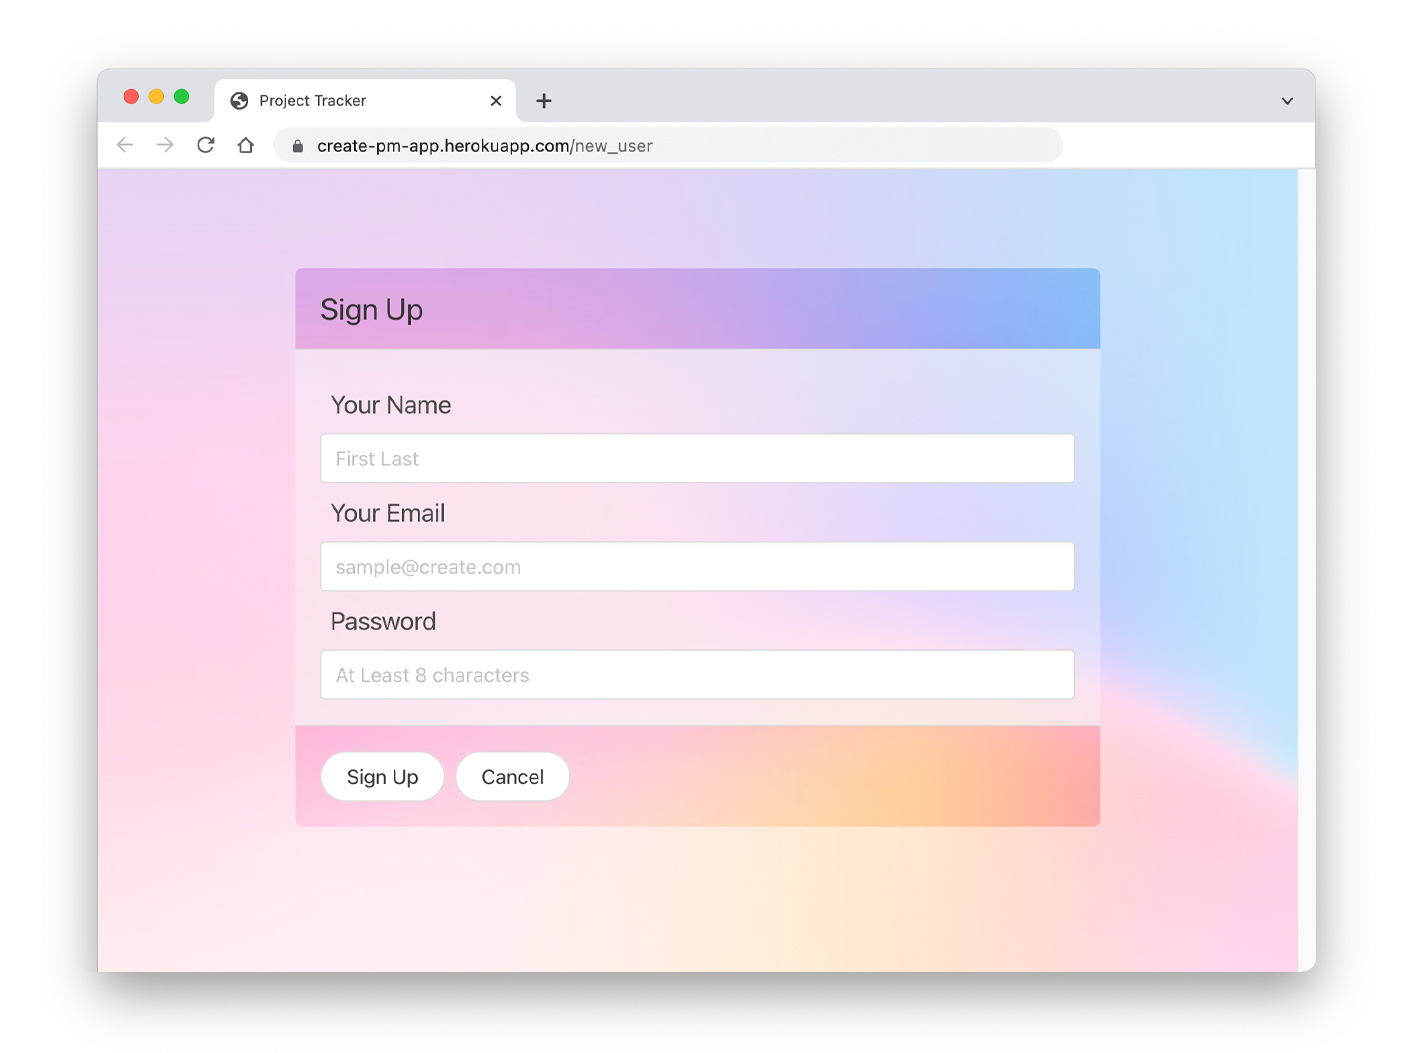 Project Tracker
create-pm-app.herokuapp.com/new_user
Sign Up
Your Name
First Last
Your Email
sample@create.com
Password
At Least 8 characters
Sign Up Cancel